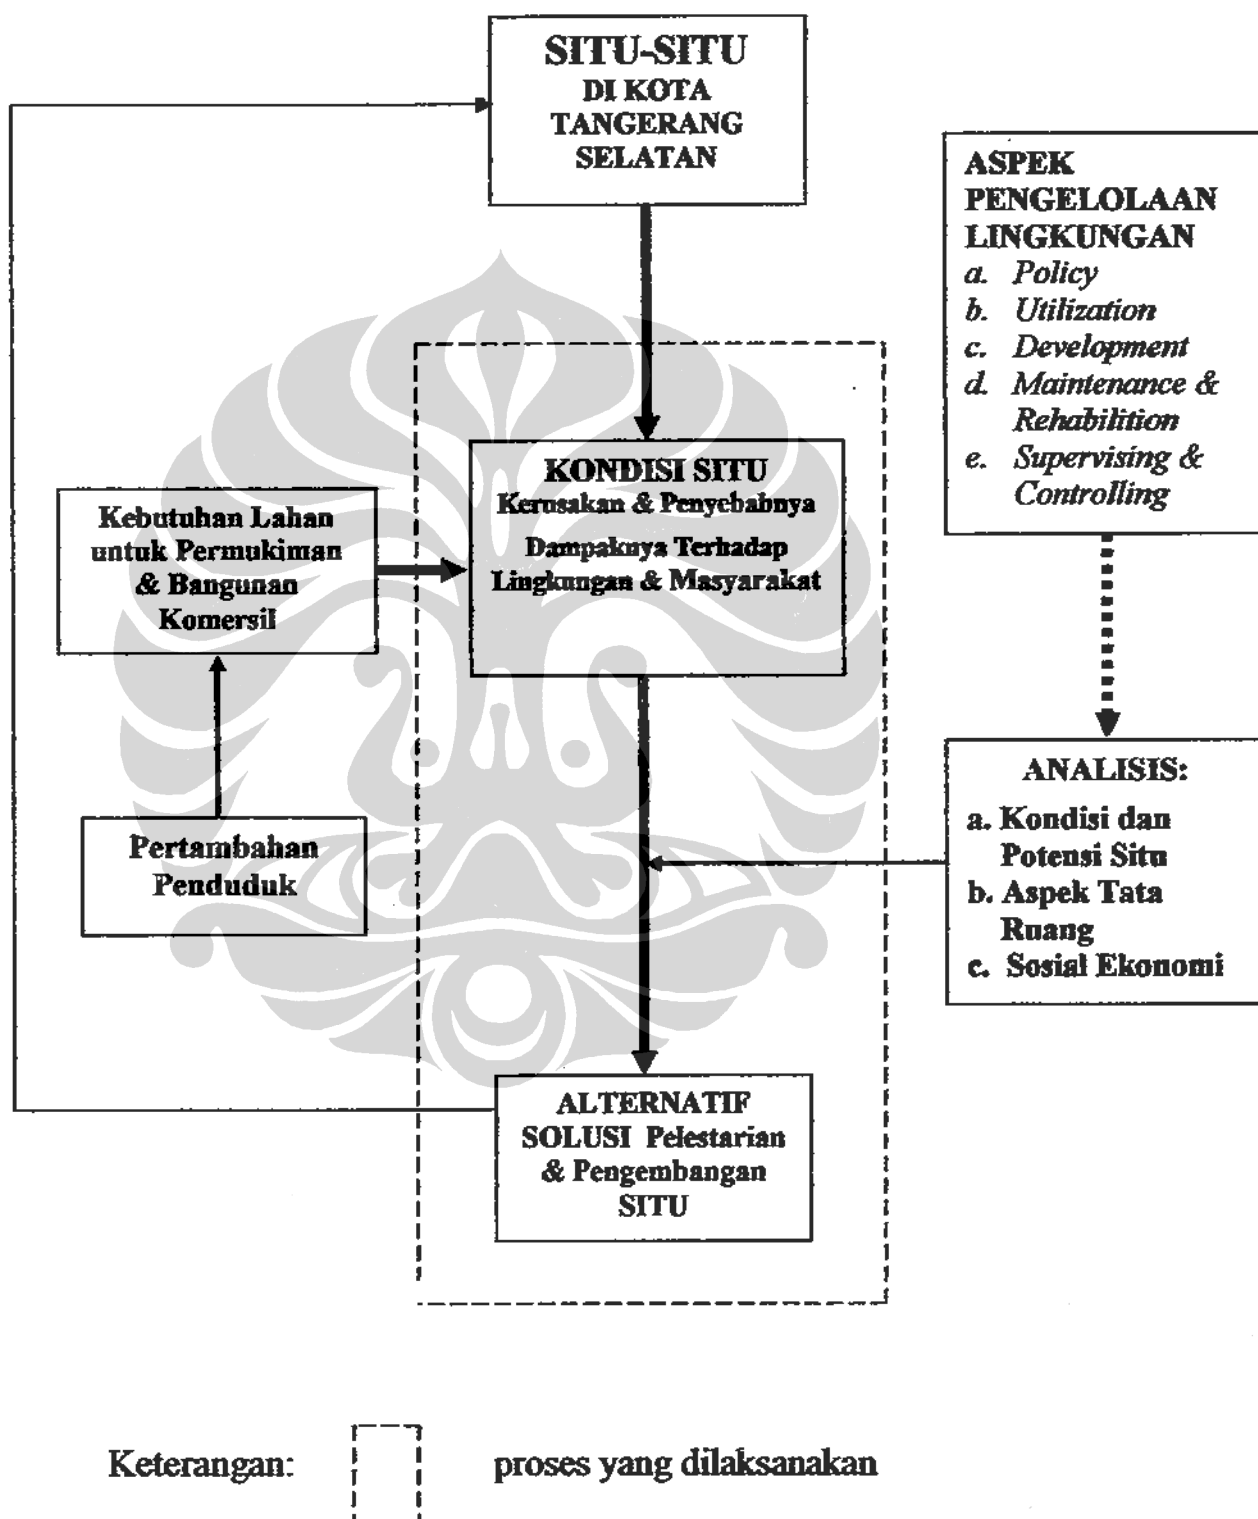 SITU-SITU
DI KOTA
TANGERANG
SELATAN
ASPEK
PENGELOLAAN
LINGKUNGAN
a. Policy
b. Utilization
c. Development
d. Maintenance &
Rehabilition
e. Supervising &
Controlling
KONDISI SITU
Kerusakan & Penyebabnya
Dampaknya Terhadap
Lingkungan & Masyarakat
Kebutuhan Lahan
untuk Permukiman
& Bangunan
Komersil
Pertambahan
Penduduk
ANALISIS:
a. Kondisi dan
Potensi Situ
b. Aspek Tata
Ruang
c. Sosial Ekonomi
ALTERNATIF
SOLUSI Pelestarian
& Pengembangan
SITU
Keterangan: proses yang dilaksanakan